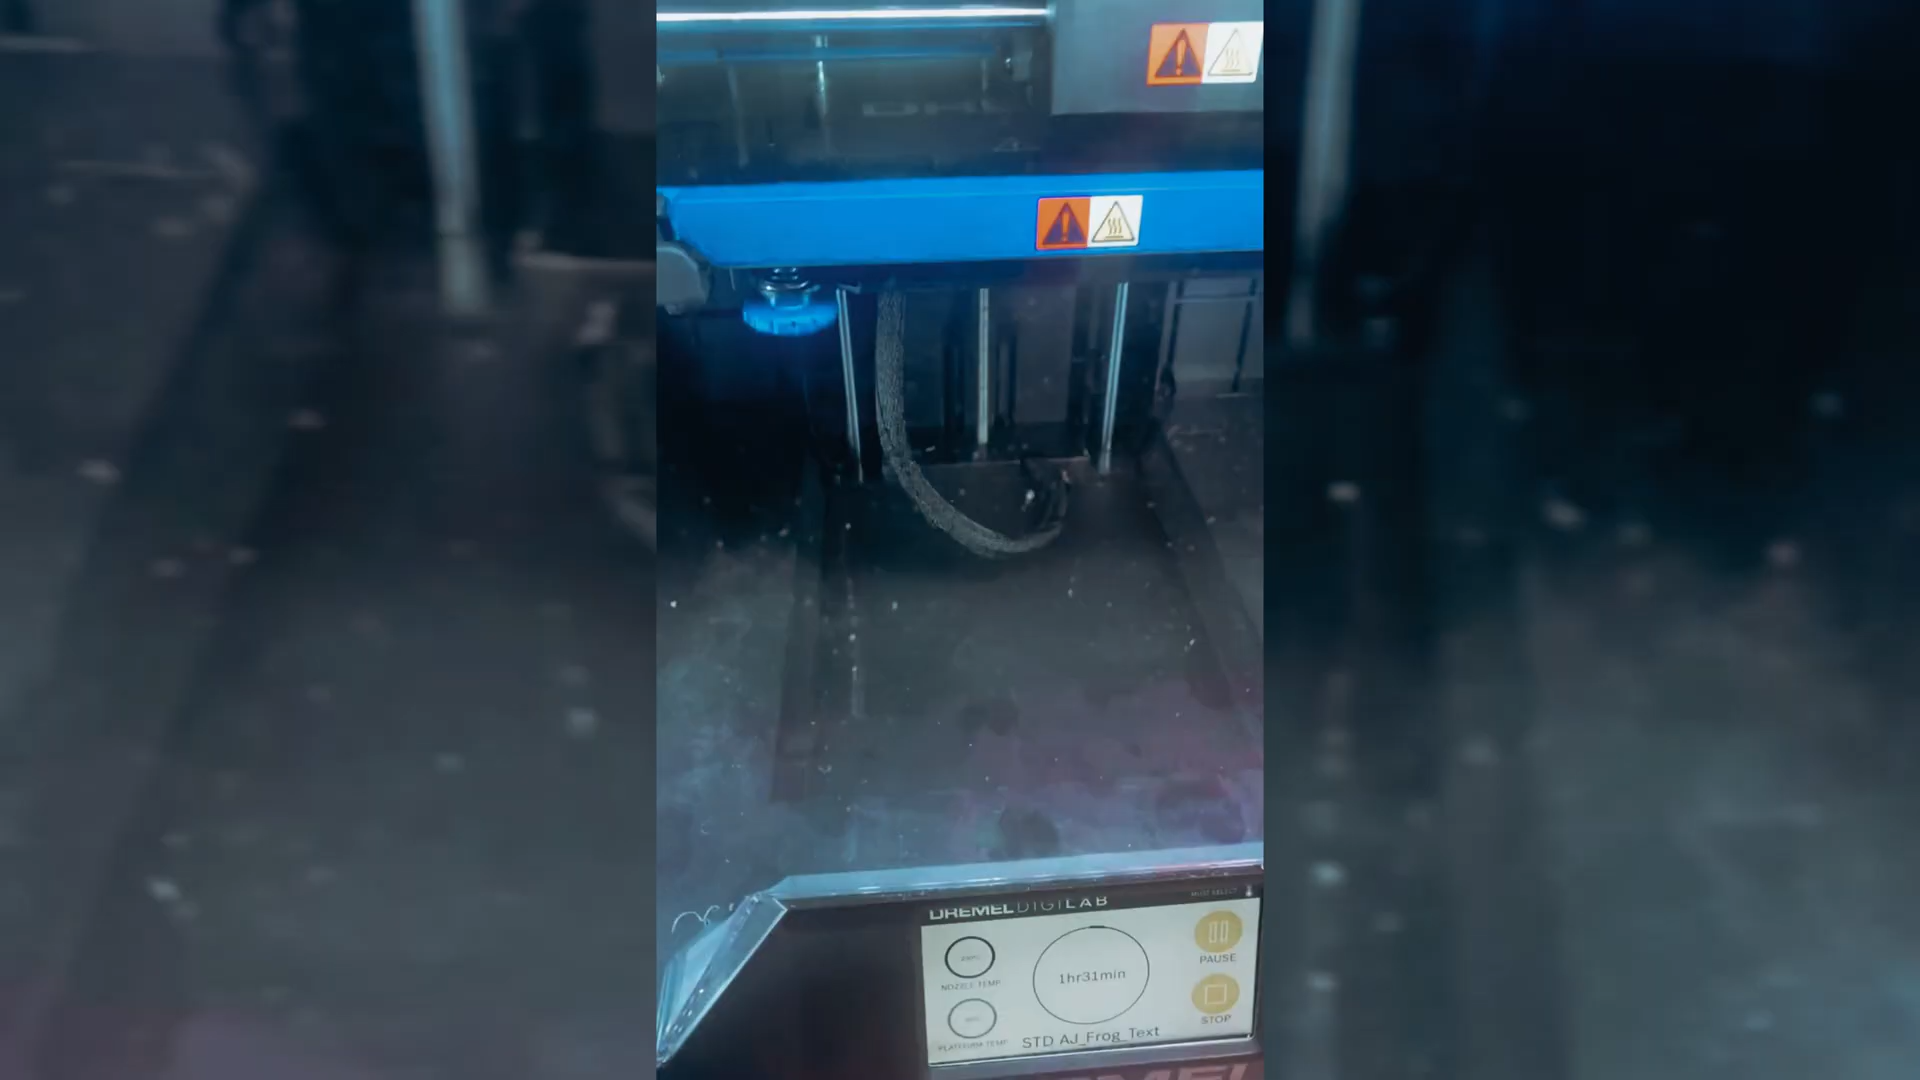 DREMEL DIGILAB
NOZZLE TEMP
1hr31min
PAUSE
PLATFORM TEMP
STOP
STD AJ_Frog_Text